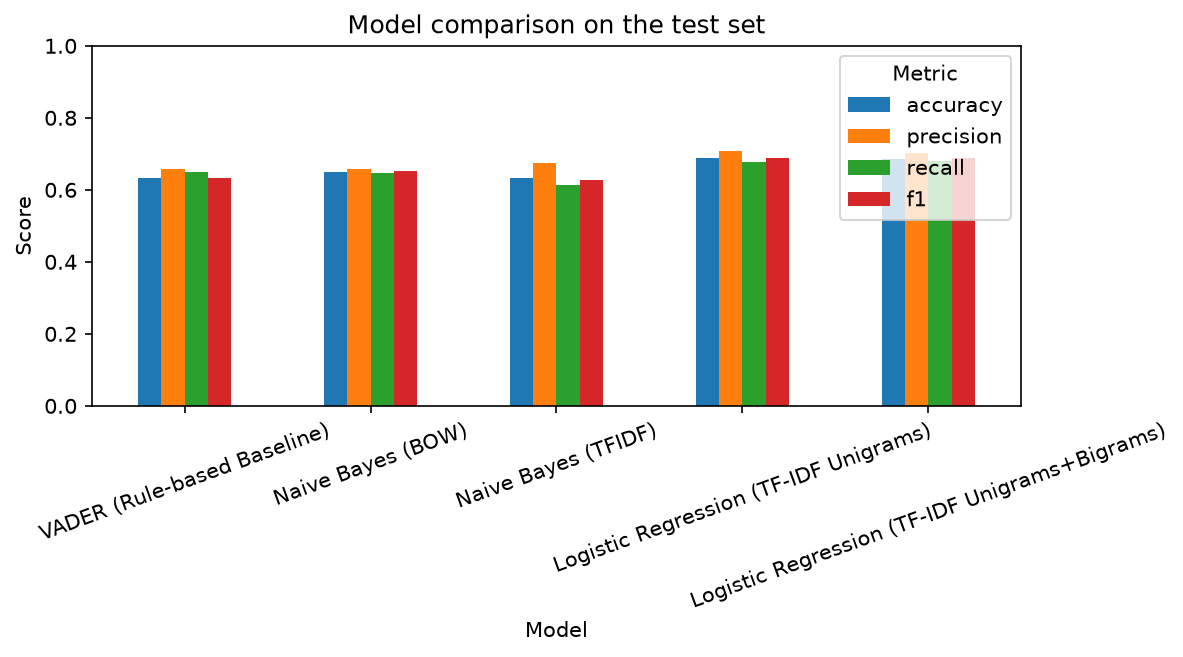 Model comparison on the test set
Score
1.0
0.8
0.6
0.4
0.2
0.0
Metric
accuracy
precision
recall
f1
VADER (Rule-based Baseline)
Naive Bayes (BOW)
Naive Bayes (TFIDF)
Logistic Regression (TF-IDF Unigrams)
Logistic Regression (TF-IDF Unigrams+Bigrams)
Model